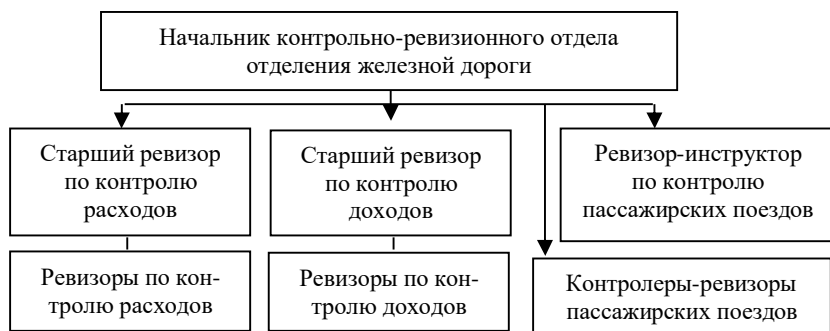 Начальник контрольно-ревизионного отдела
отделения железной дороги
Старший ревизор
по контролю
расходов
Старший ревизор
по контролю
доходов
Ревизор-инструктор
по контролю
пассажирских поездов
Ревизоры по кон-
тролю расходов
Ревизоры по кон-
тролю доходов
Контролеры-ревизоры
пассажирских поездов